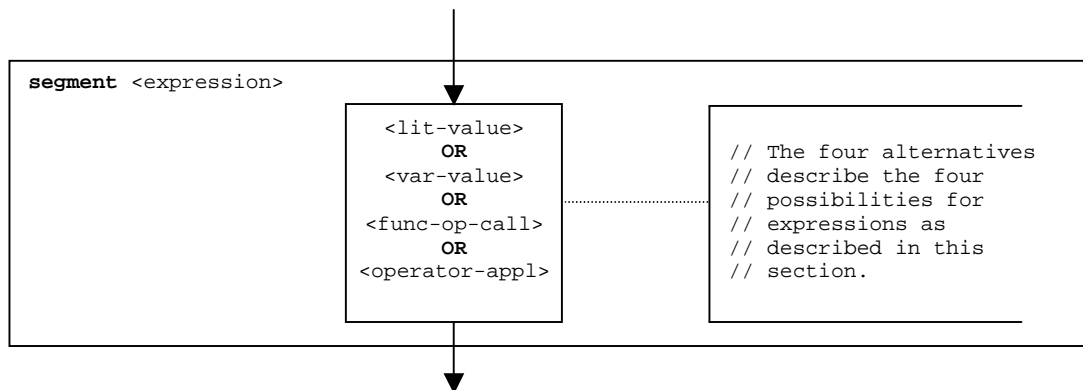 segment <expression>
<lit-value>
OR
<var-value>
OR
<func-op-call>
OR
<operator-appl>
// The four alternatives
// describe the four
// possibilities for
// expressions as
// described in this
// section.